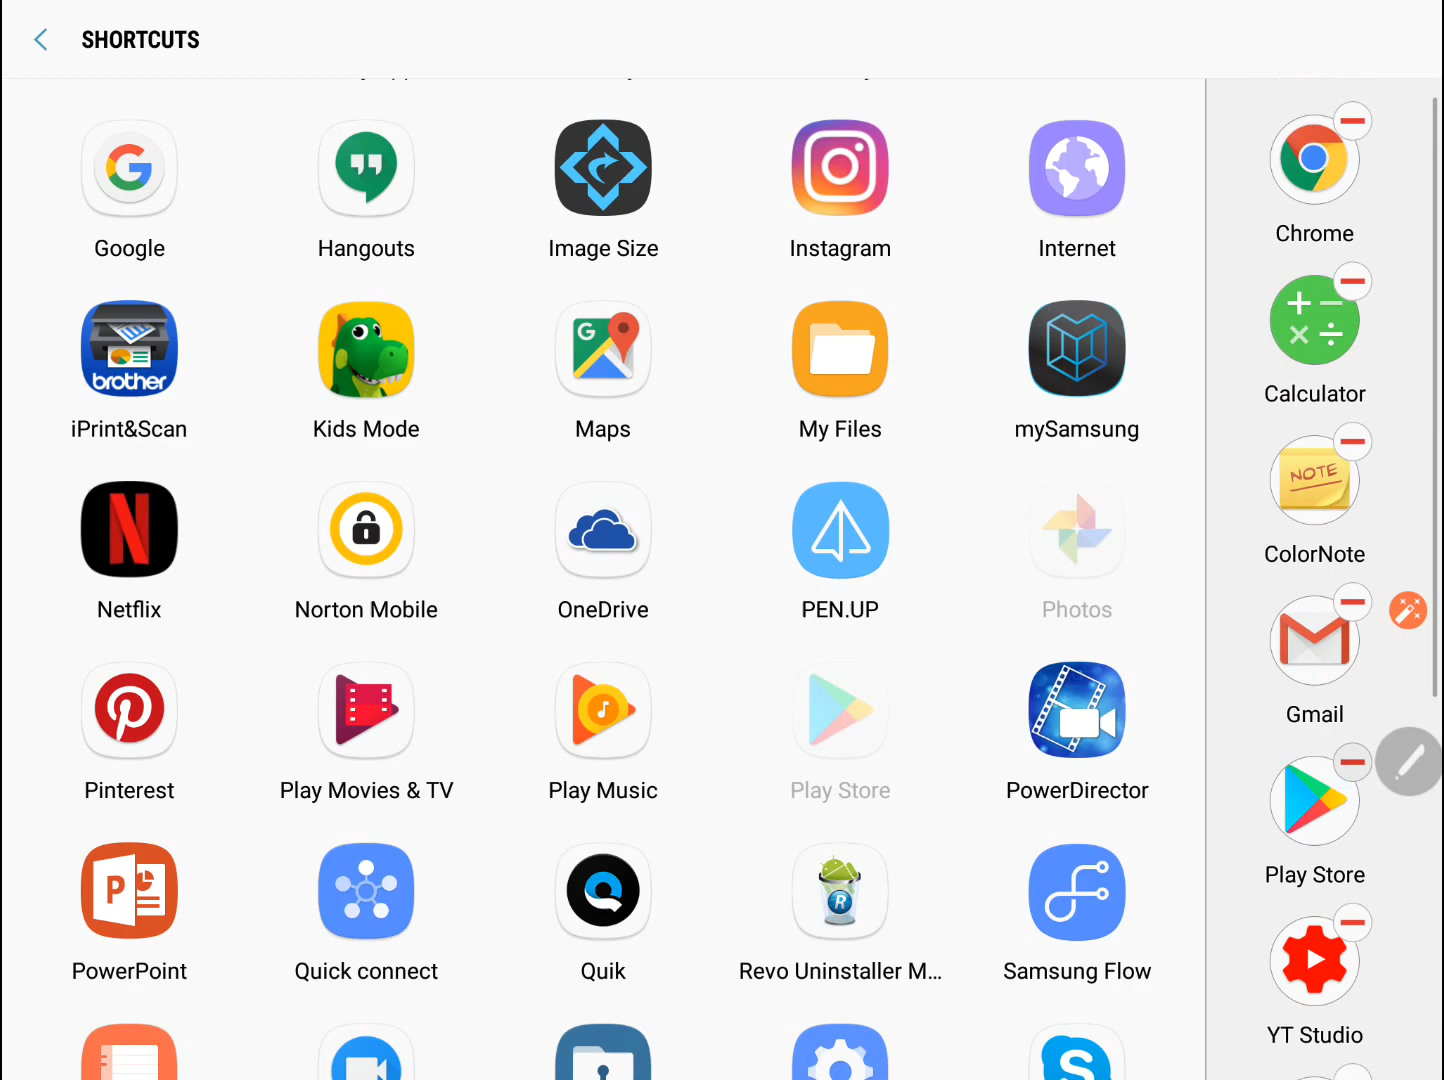 SHORTCUTS
Google
Hangouts
Image Size
Instagram
Internet
brother
G
iPrint&Scan
Kids Mode
Maps
My Files
mySamsung
N
Netflix
Norton Mobile
OneDrive
PEN.UP
Photos
Pinterest
Play Movies & TV
Play Music
Play Store
PowerDirector
P
R
PowerPoint
Quick connect
Quik
Revo Uninstaller M...
Samsung Flow
S
Chrome
Calculator
NOTE
ColorNote
Gmail
Play Store
YT Studio